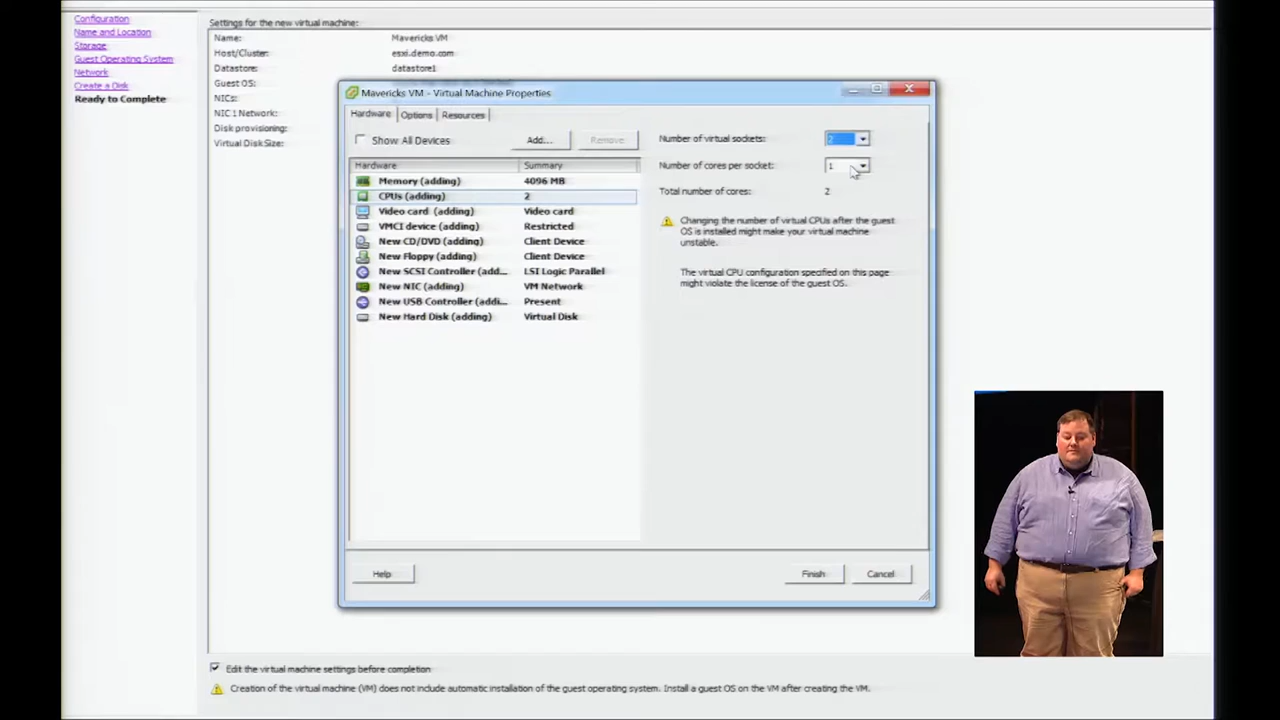 Configuration
Name and Location
Storage
Guest Operating System
Network
Create a Disk
Ready to Complete
Settings for the new virtual machine:
Name: Mavericks VM
Host/Cluster: esxi.demo.com
Datastore: datastore1
Guest OS:
NICs:
NIC 1 Network:
Disk provisioning:
Virtual Disk Size:
Mavericks VM - Virtual Machine Properties
Hardware Options Resources
Show All Devices Add... Remove
Hardware Summary
Memory (adding) 4096 MB
CPUs (adding) 2
Video card (adding) Video card
VMCI device (adding) Restricted
New CD/DVD (adding) Client Device
New Floppy (adding) Client Device
New SCSI Controller (add... LSI Logic Parallel
New NIC (adding) VM Network
New USB Controller (addi... Present
New Hard Disk (adding) Virtual Disk
Number of virtual sockets: 2
Number of cores per socket: 1
Total number of cores: 2
Changing the number of virtual CPUs after the guest
OS is installed might make your virtual machine
unstable.
The virtual CPU configuration specified on this page
might violate the license of the guest OS.
Help Finish Cancel
Edit the virtual machine settings before completion
Creation of the virtual machine (VM) does not include automatic installation of the guest operating system. Install a guest OS on the VM after creating the VM.